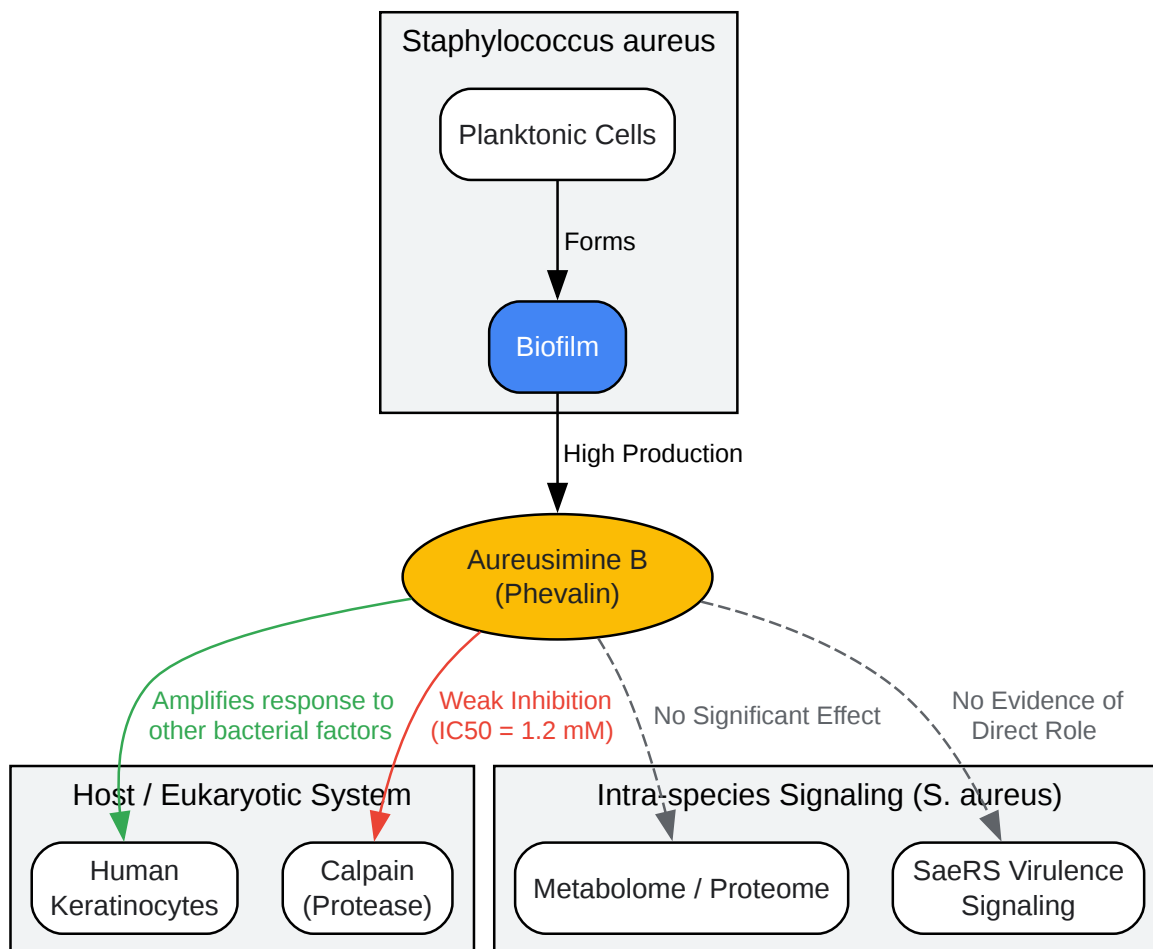 Staphylococcus aureus
Planktonic Cells
Forms
Biofilm
High Production
Aureusimine B
(Phevalin)
Amplifies response to
other bacterial factors
Weak Inhibition
(IC50 = 1.2 mM)
No Significant Effect
No Evidence of
Direct Role
Host / Eukaryotic System
Human
Keratinocytes
Calpain
(Protease)
Intra-species Signaling (S. aureus)
Metabolome / Proteome
SaeRS Virulence
Signaling